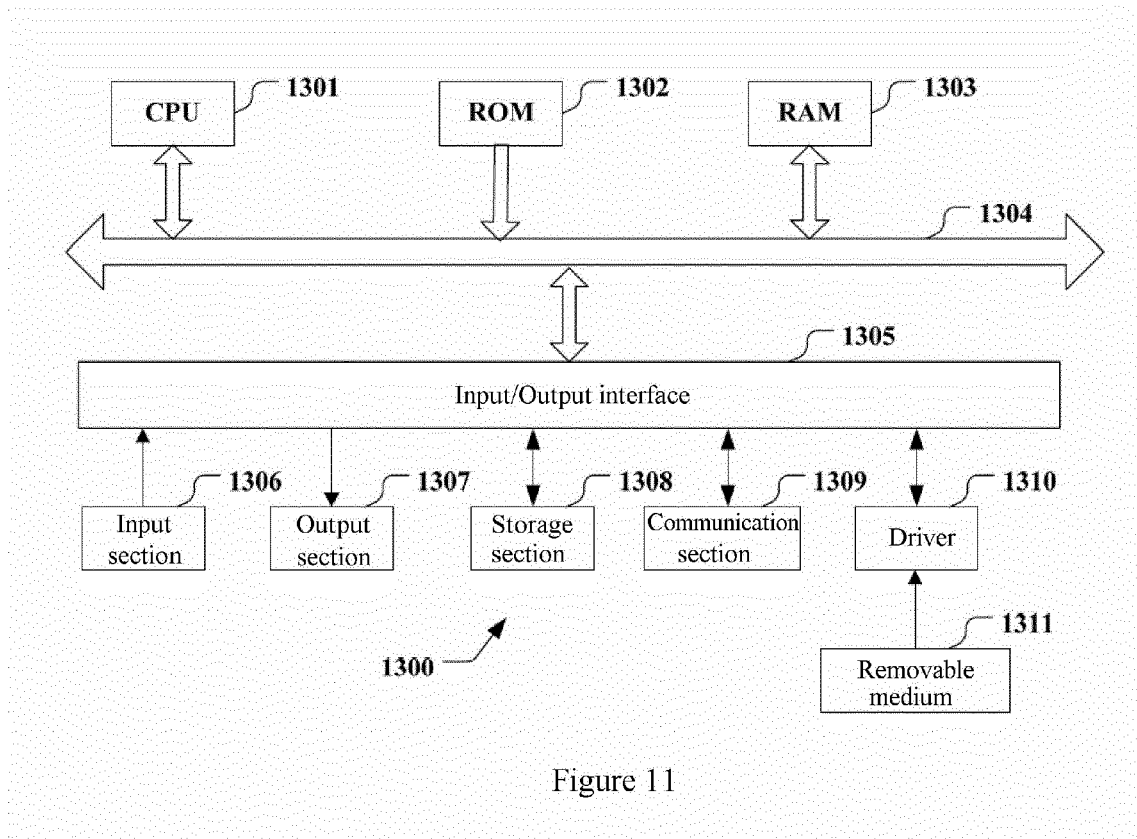 1301
1302
1303
CPU
ROM
RAM
1304
1305
Input/Output interface
1306
1307
1308
1309
1310
Input
section
Output
section
Storage
section
Communication
section
Driver
1311
1300
Removable
medium
Figure 11